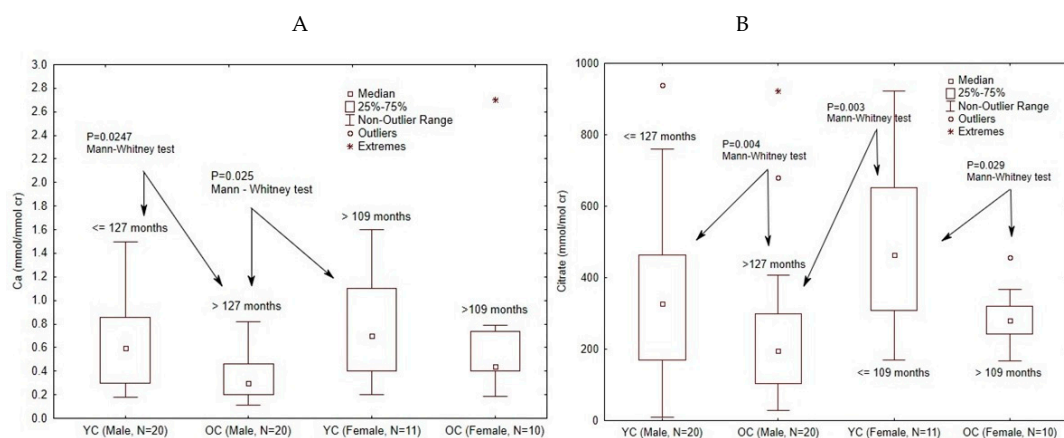 A
B
3.0
2.8
2.6
2.4
2.2
2.0
1.8
1.6
1.4
1.2
1.0
0.8
0.6
0.4
0.2
0.0
Ca (mmol/mmol cr)
Median
25%-75%
Non-Outlier Range
Outliers
Extremes
P=0.0247
Mann-Whitney test
P=0.025
Mann - Whitney test
<= 127 months
> 127 months
> 109 months
>109 months
YC (Male, N=20)
OC (Male, N=20)
YC (Female, N=11)
OC (Female, N=10)
1000
800
600
400
200
0
Citrate (mmol/mmol cr)
Median
25%-75%
Non-Outlier Range
Outliers
Extremes
<= 127 months
P=0.004
Mann-Whitney test
P=0.003
Mann-Whitney test
P=0.029
Mann-Whitney test
>127 months
<= 109 months
> 109 months
YC (Male, N=20)
OC (Male, N=20)
YC (Female, N=11)
OC (Female, N=10)